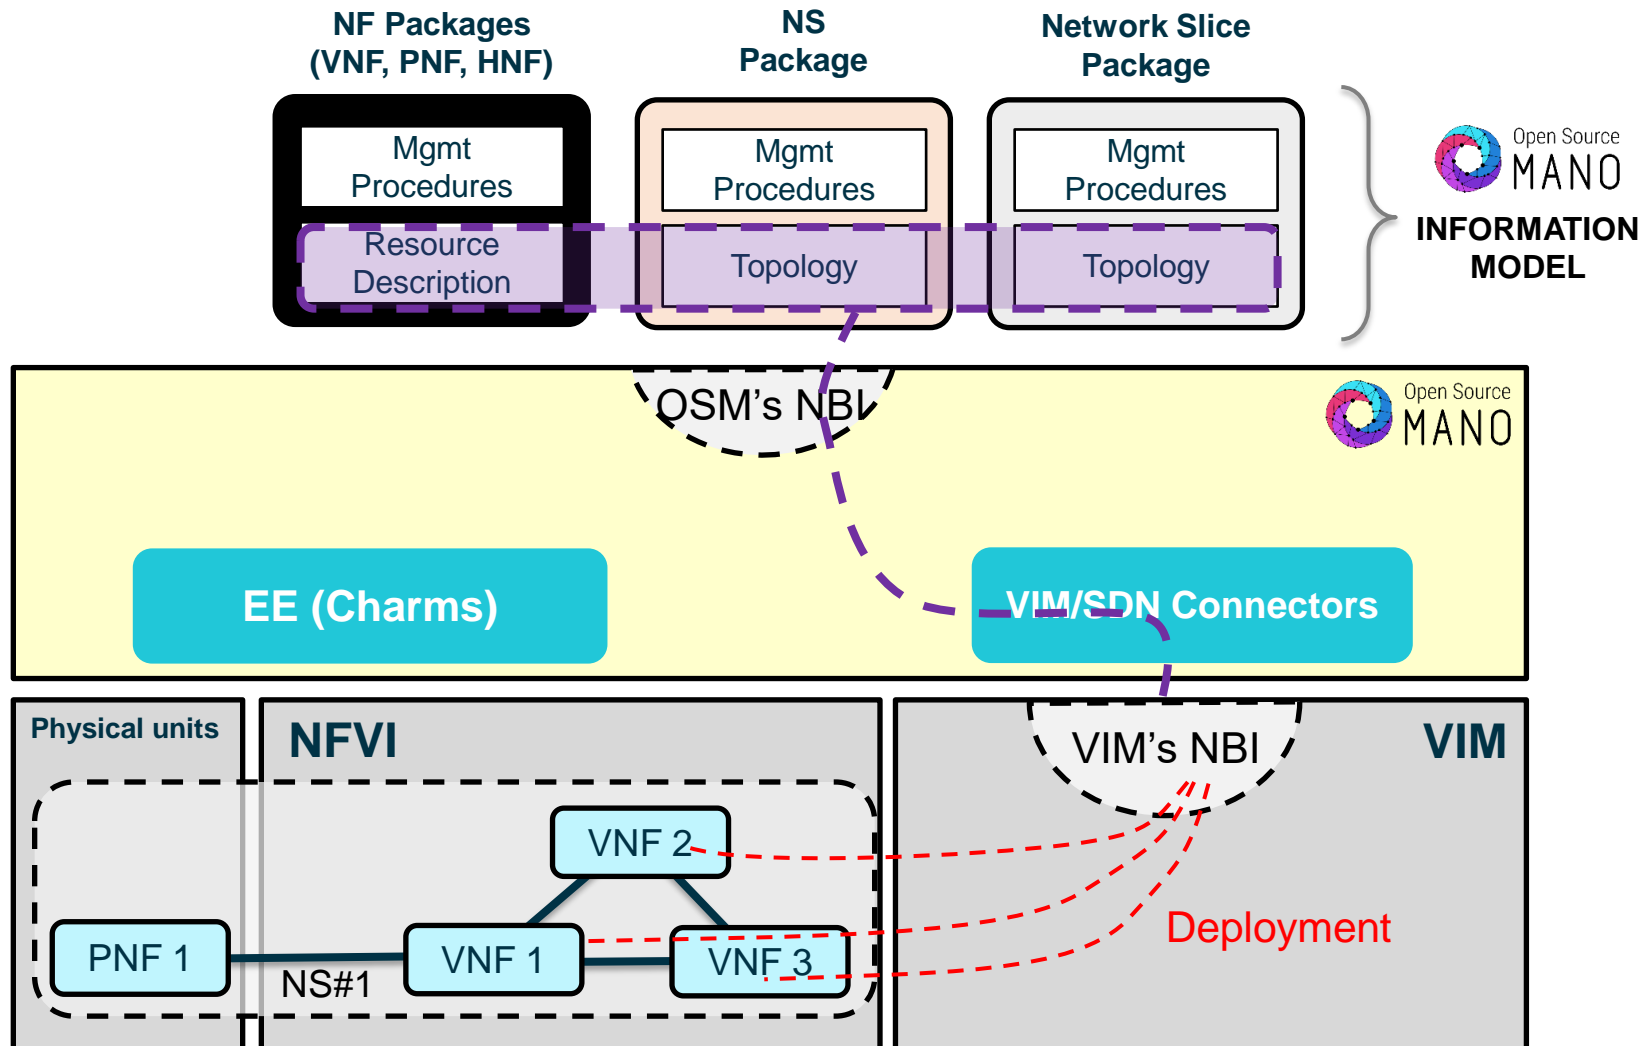 NF Packages
(VNF, PNF, HNF)
NS
Package
Network Slice
Package
Mgmt
Procedures
Mgmt
Procedures
Mgmt
Procedures
Resource
Description
Topology
Topology
Open Source
MANO
INFORMATION
MODEL
OSM's NBI
Open Source
MANO
EE (Charms)
VIM/SDN Connectors
Physical units
NFVI
VIM's NBI
VIM
VNF 2
PNF 1
VNF 1
VNF 3
NS#1
Deployment